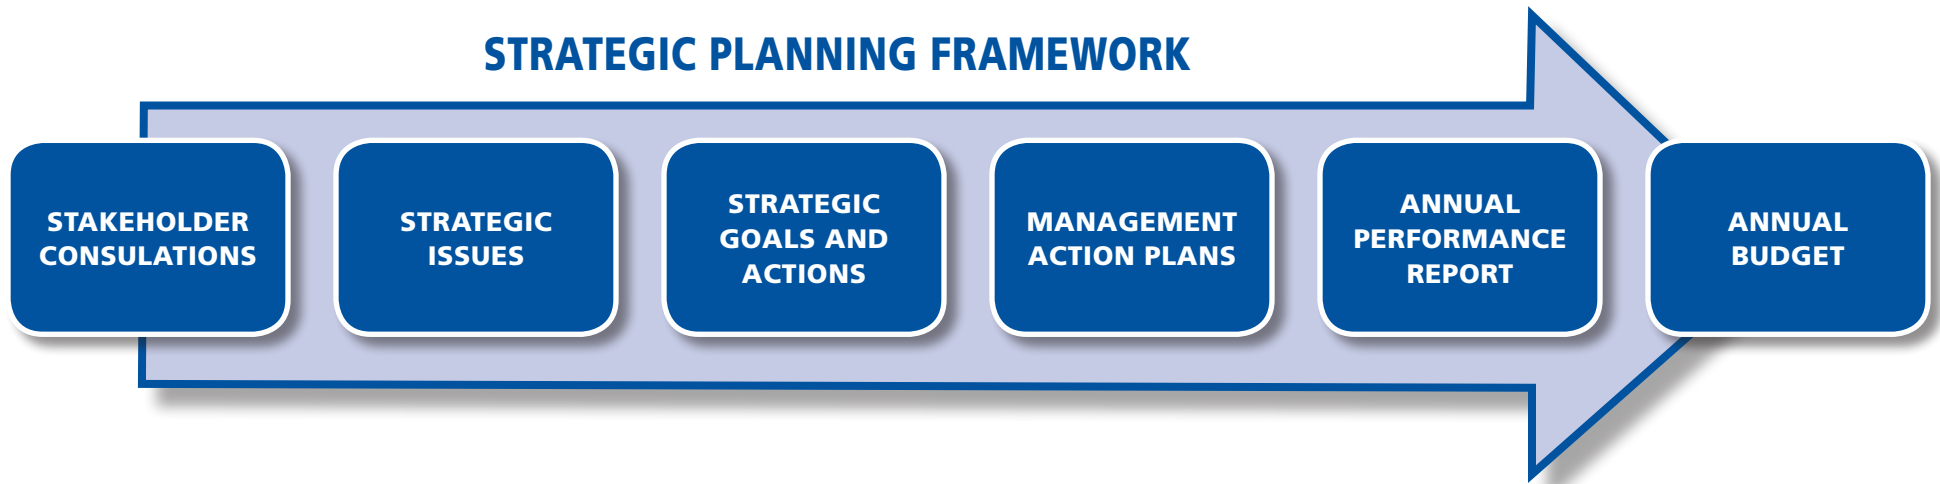 STRATEGIC PLANNING FRAMEWORK
STAKEHOLDER
CONSULATIONS
STRATEGIC
ISSUES
STRATEGIC
GOALS AND
ACTIONS
MANAGEMENT
ACTION PLANS
ANNUAL
PERFORMANCE
REPORT
ANNUAL
BUDGET